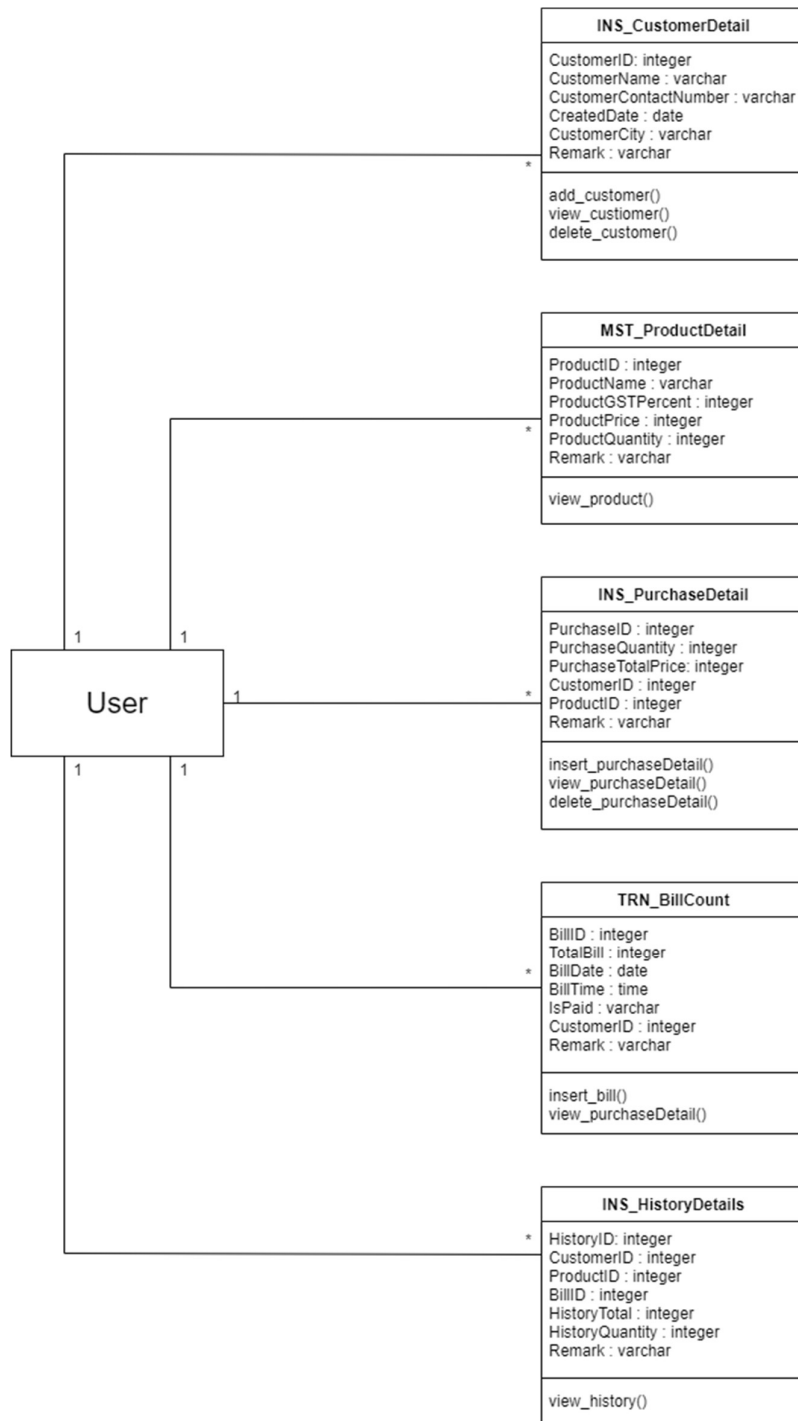 INS_CustomerDetail
CustomerID: integer
CustomerName : varchar
CustomerContactNumber : varchar
CreatedDate : date
CustomerCity : varchar
Remark : varchar
*
add_customer()
view_custiomer()
delete_customer()
MST_ProductDetail
ProductID : integer
ProductName : varchar
ProductGSTPercent : integer
ProductPrice : integer
ProductQuantity : integer
*
Remark : varchar
view_product()
INS_PurchaseDetail
PurchaseID : integer
PurchaseQuantity : integer
PurchaseTotalPrice: integer
CustomerID : integer
ProductID : integer
Remark : varchar
insert_purchaseDetail()
view_purchaseDetail()
delete_purchaseDetail()
1
1
User
1
*
1
1
TRN_BillCount
BillID : integer
TotalBill : integer
BillDate : date
*
BillTime : time
IsPaid : varchar
CustomerID : integer
Remark : varchar
insert_bill()
view_purchaseDetail()
INS_HistoryDetails
*
HistoryID: integer
CustomerID : integer
ProductID : integer
BillID : integer
HistoryTotal : integer
HistoryQuantity : integer
Remark : varchar
view_history()